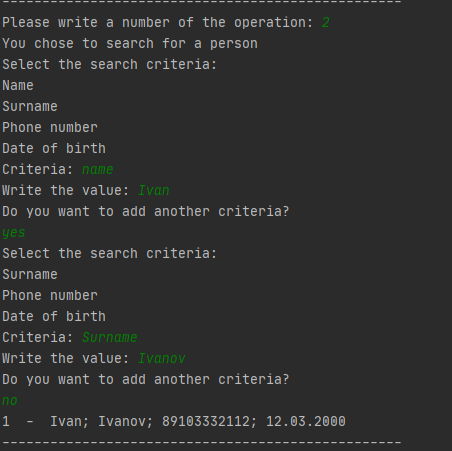 --------------------------------------------------
Please write a number of the operation: 2
You chose to search for a person
Select the search criteria:
Name
Surname
Phone number
Date of birth
Criteria: name
Write the value: Ivan
Do you want to add another criteria?
yes
Select the search criteria:
Surname
Phone number
Date of birth
Criteria: Surname
Write the value: Ivanov
Do you want to add another criteria?
no
1  -  Ivan; Ivanov; 89103332112; 12.03.2000
--------------------------------------------------